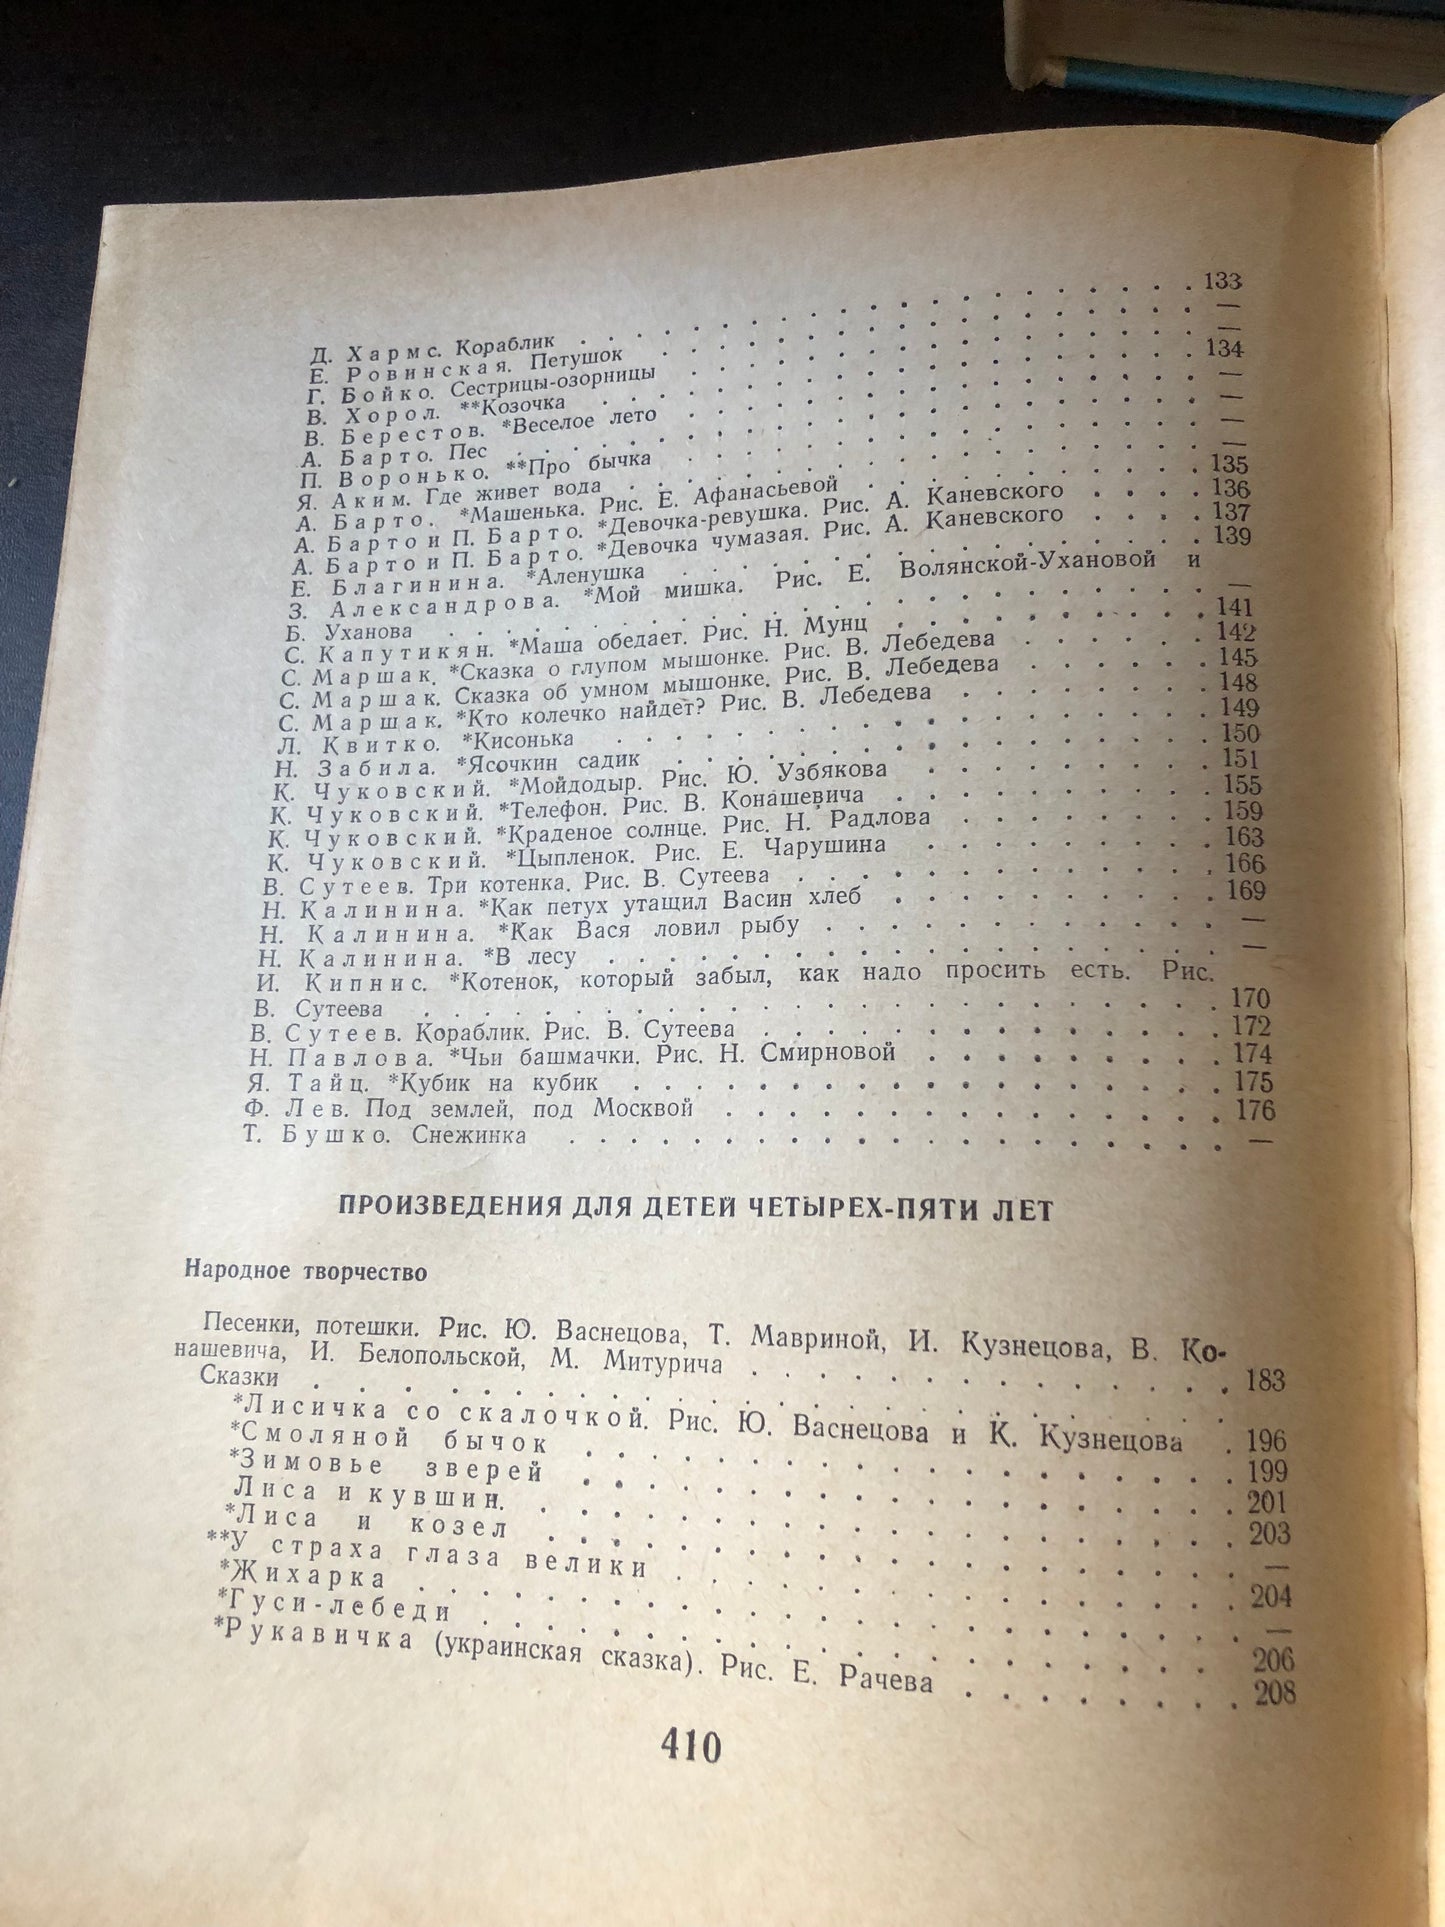 Д. Хармс. Кораблик . . . . . . . . . . . . . . . . . . . . . 133
Е. Ровинская. Петушок . . . . . . . . . . . . . . . . . . —
Г. Бойко. Сестрицы-озорницы . . . . . . . . . . . . . . . . . —
В. Хорол. **Козочка . . . . . . . . . . . . . . . . . . . . 134
В. Берестов. *Веселое лето . . . . . . . . . . . . . . . . . —
А. Барто. Пес . . . . . . . . . . . . . . . . . . . . . . . —
П. Воронько. **Про бычка . . . . . . . . . . . . . . . . . . —
Я. Аким. Где живет вода . . . . . . . . . . . . . . . . . . —
А. Барто. *Машенька. Рис. Е. Афанасьевой . . . . . . . . . . . 135
А. Барто и П. Барто. *Девочка-ревушка. Рис. А. Каневского . . . . 136
А. Барто и П. Барто. *Девочка чумазая. Рис. А. Каневского . . . . 137
Е. Благинина. *Аленушка . . . . . . . . . . . . . . . . . . 139
З. Александрова. *Мой мишка. Рис. Е. Волянской-Ухановой и
Б. Уханова . . . . . . . . . . . . . . . . . . . . . . . . —
С. Капутикян. *Маша обедает. Рис. Н. Мунц . . . . . . . . . . . 141
С. Маршак. *Сказка о глупом мышонке. Рис. В. Лебедева . . . . . . 142
С. Маршак. Сказка об умном мышонке. Рис. В. Лебедева . . . . . . 145
С. Маршак. *Кто колечко найдет? Рис. В. Лебедева . . . . . . . . 148
Л. Квитко. *Кисонька . . . . . . . . . . . . . . . . . . . . 149
Н. Забила. *Ясочкин садик . . . . . . . . . . . . . . . . . . 150
К. Чуковский. *Мойдодыр. Рис. Ю. Узбякова . . . . . . . . . . 151
К. Чуковский. *Телефон. Рис. В. Конашевича . . . . . . . . . . . 155
К. Чуковский. *Краденое солнце. Рис. Н. Радлова . . . . . . . . . 159
К. Чуковский. *Цыпленок. Рис. Е. Чарушина . . . . . . . . . . . 163
В. Сутеев. Три котенка. Рис. В. Сутеева . . . . . . . . . . . . 166
Н. Калинина. *Как петух утащил Васин хлеб . . . . . . . . . . . 169
Н. Калинина. *Как Вася ловил рыбу . . . . . . . . . . . . . . —
Н. Калинина. *В лесу . . . . . . . . . . . . . . . . . . . . —
И. Кипнис. *Котенок, который забыл, как надо просить есть. Рис.
В. Сутеева . . . . . . . . . . . . . . . . . . . . . . . . 170
В. Сутеев. Кораблик. Рис. В. Сутеева . . . . . . . . . . . . . . 172
Н. Павлова. *Чьи башмачки. Рис. Н. Смирновой . . . . . . . . . . 174
Я. Тайц. *Кубик на кубик . . . . . . . . . . . . . . . . . . . 175
Ф. Лев. Под землей, под Москвой . . . . . . . . . . . . . . . . 176
Т. Бушко. Снежинка . . . . . . . . . . . . . . . . . . . . . —
ПРОИЗВЕДЕНИЯ ДЛЯ ДЕТЕЙ ЧЕТЫРЕХ-ПЯТИ ЛЕТ
Народное творчество
Песенки, потешки. Рис. Ю. Васнецова, Т. Мавриной, И. Кузнецова, В. Ко-
нашевича, И. Белопольской, М. Митурича . . . . . . . . . . . . . . . 183
Сказки . . . . . . . . . . . . . . . . . . . . . . . . . . .
*Лисичка со скалочкой. Рис. Ю. Васнецова и К. Кузнецова . 196
*Смоляной бычок . . . . . . . . . . . . . . . . . . . . . 199
*Зимовье зверей . . . . . . . . . . . . . . . . . . . . . 201
Лиса и кувшин. . . . . . . . . . . . . . . . . . . . . . . 203
*Лиса и козел . . . . . . . . . . . . . . . . . . . . . . —
**У страха глаза велики . . . . . . . . . . . . . . . . . . 204
*Жихарка . . . . . . . . . . . . . . . . . . . . . . . . . —
*Гуси-лебеди . . . . . . . . . . . . . . . . . . . . . . . 206
*Рукавичка (украинская сказка). Рис. Е. Рачева . . . . . . . . . 208
410